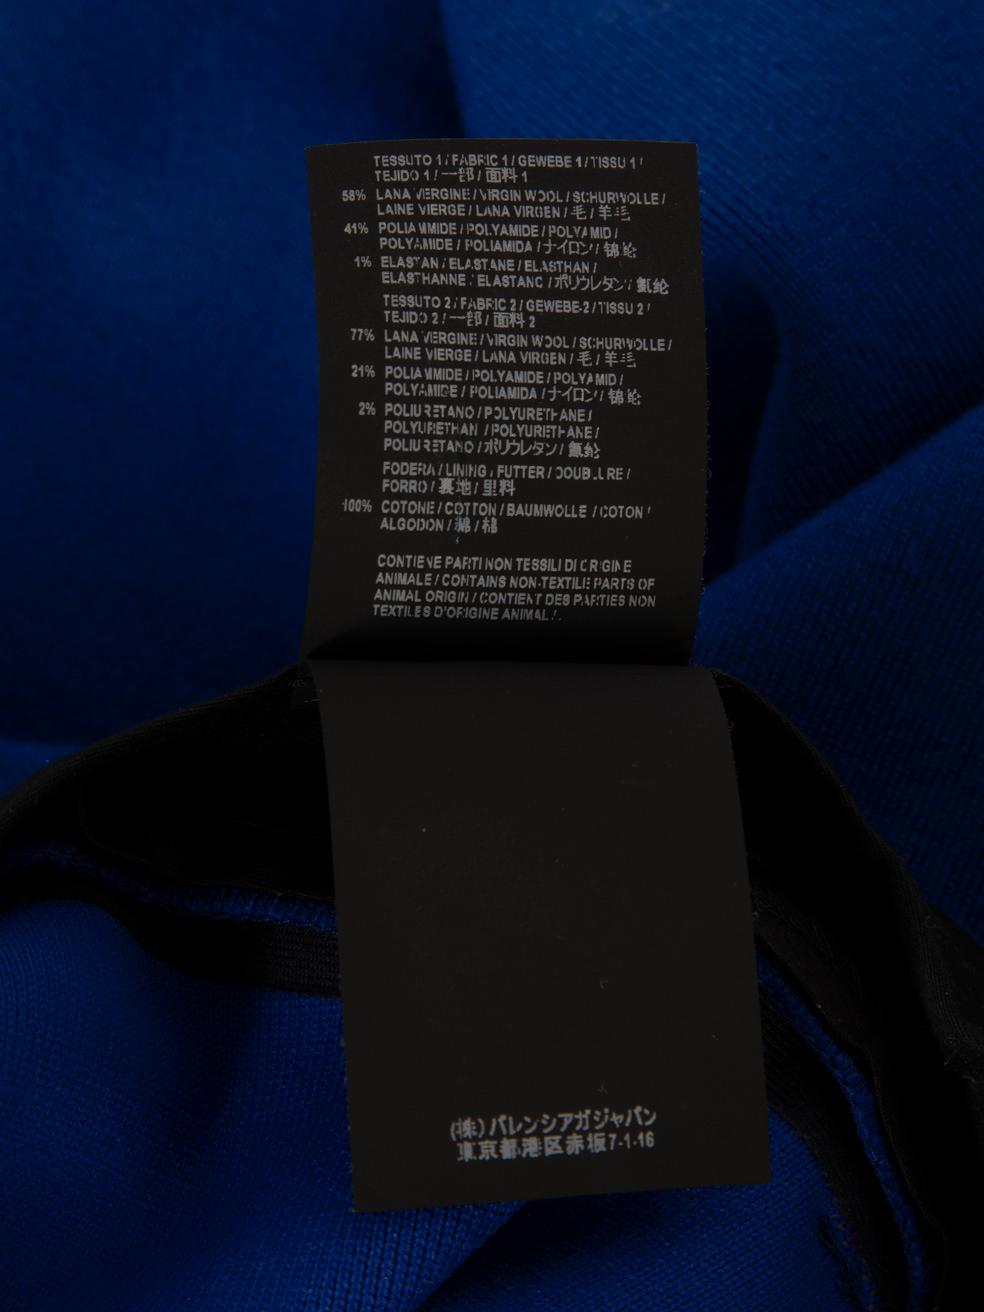 TESSUTO 1 / FABRIC 1 / GEWEBE 1 / TISSU 1 /
TEJIDO 1 / 一部 / 面料 1
58% LANA VERGINE / VIRGIN WOOL / SCHURWOLLE /
LAINE VIERGE / LANA VIRGEN / 毛 / 羊毛
41% POLIAMMIDE / POLYAMIDE / POLYAMID /
POLYAMIDE / POLIAMIDA / ナイロン / 锦纶
1% ELASTAN / ELASTANE / ELASTHAN /
ELASTHANNE / ELASTANO / ポリウレタン / 氨纶
TESSUTO 2 / FABRIC 2 / GEWEBE-2 / TISSU 2 /
TEJIDO 2 / 一部 / 面料 2
77% LANA VERGINE / VIRGIN WOOL / SCHURWOLLE /
LAINE VIERGE / LANA VIRGEN / 毛 / 羊毛
21% POLIAMMIDE / POLYAMIDE / POLYAMID /
POLYAMIDE / POLIAMIDA / ナイロン / 锦纶
2% POLIURETANO / POLYURETHANE /
POLYURETHAN / POLYURETHANE /
POLIURETANO / ポリウレタン / 氨纶
FODERA / LINING / FUTTER / DOUBLURE /
FORRO / 裏地 / 里料
100% COTONE / COTTON / BAUMWOLLE / COTON /
ALGODON / 綿 / 棉
CONTIENE PARTI NON TESSILI DI ORIGINE
ANIMALE / CONTAINS NON-TEXTILE PARTS OF
ANIMAL ORIGIN / CONTIENT DES PARTIES NON
TEXTILES D'ORIGINE ANIMAL /.
(株) バレンシアガジャパン
東京都港区赤坂7-1-16